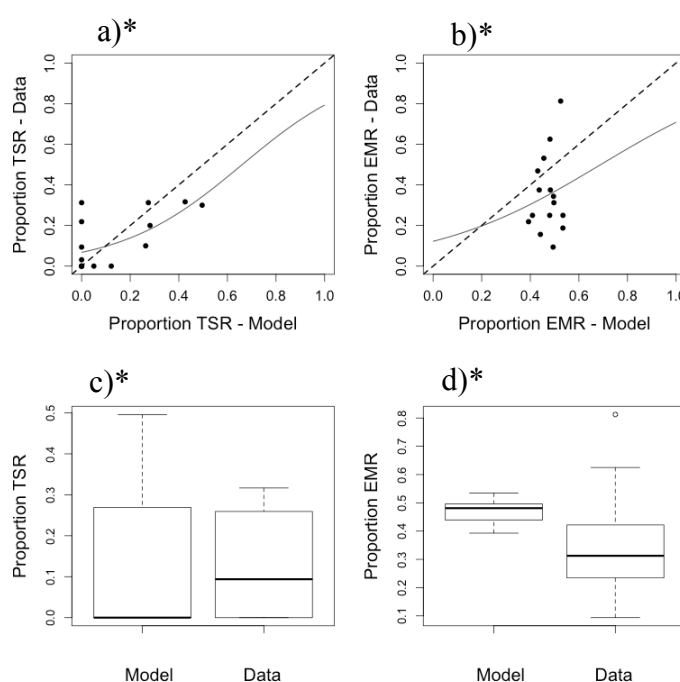 a)*
b)*
Proportion TSR - Data
0.0 0.2 0.4 0.6 0.8 1.0
0.0 0.2 0.4 0.6 0.8 1.0
Proportion TSR - Model
Proportion EMR - Data
0.0 0.2 0.4 0.6 0.8 1.0
0.0 0.2 0.4 0.6 0.8 1.0
Proportion EMR - Model
c)*
d)*
Proportion TSR
0.0 0.1 0.2 0.3 0.4 0.5
Model Data
Proportion EMR
0.1 0.2 0.3 0.4 0.5 0.6 0.7 0.8
Model Data